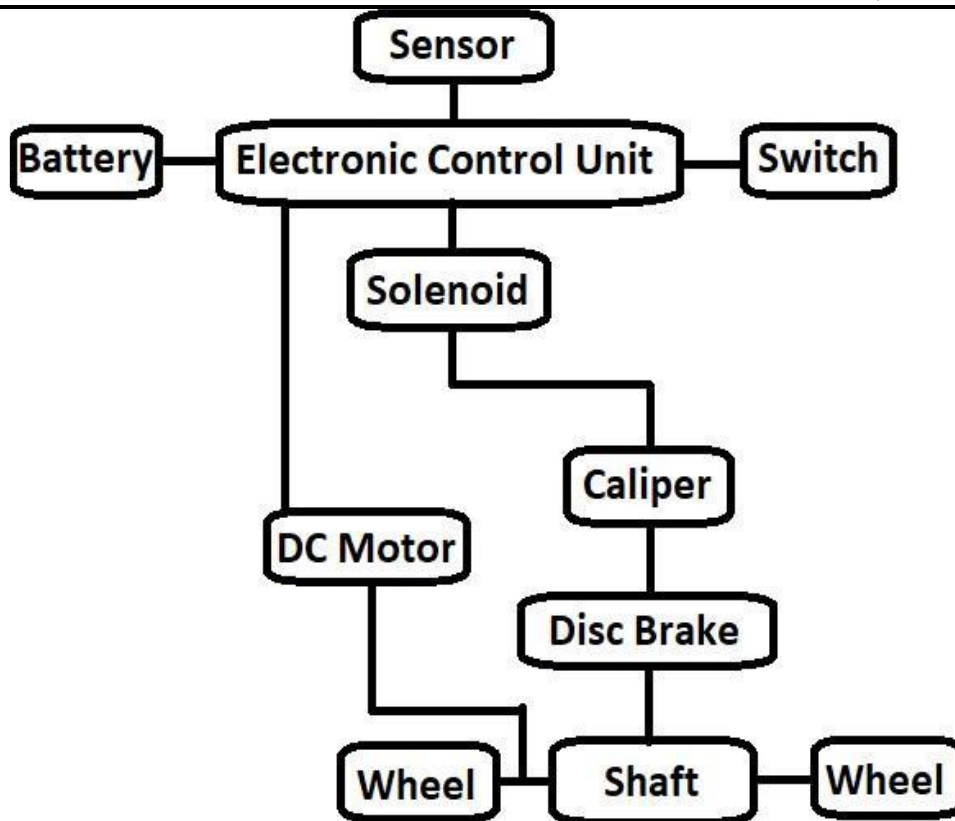 Sensor
Battery
Electronic Control Unit
Switch
Solenoid
Caliper
DC Motor
Disc Brake
Wheel
Shaft
Wheel